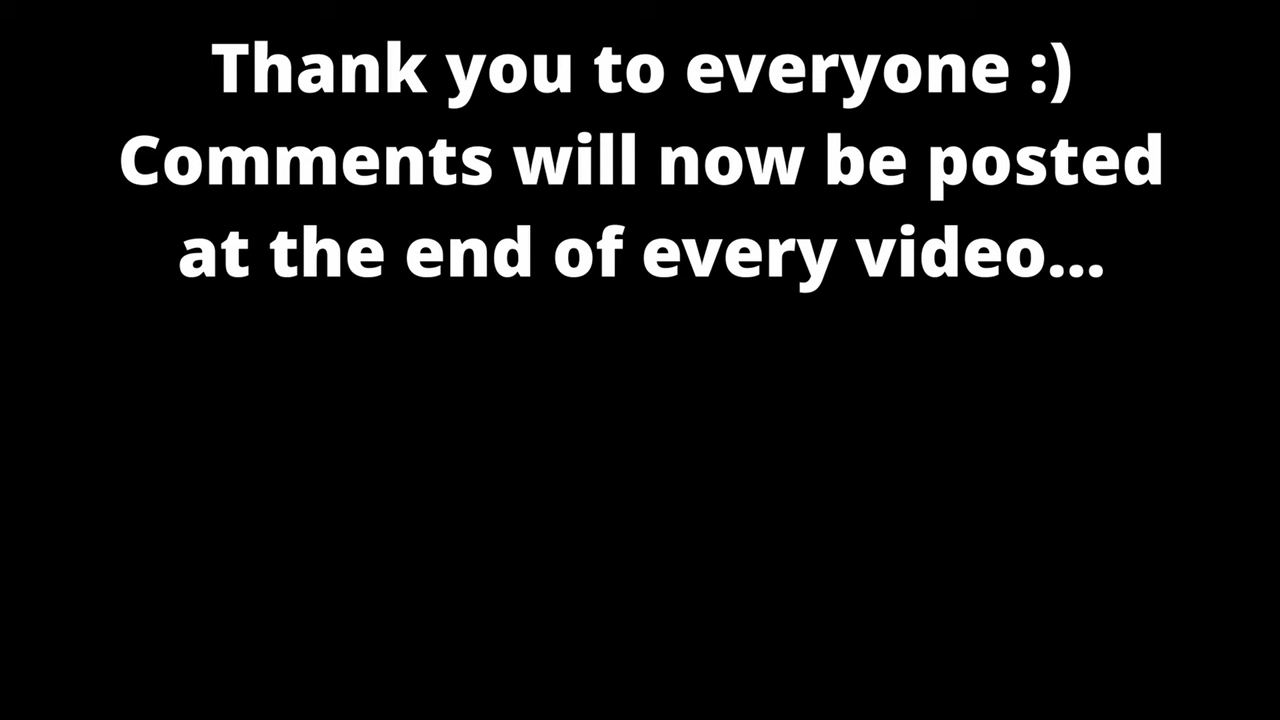 Thank you to everyone :)
Comments will now be posted
at the end of every video...